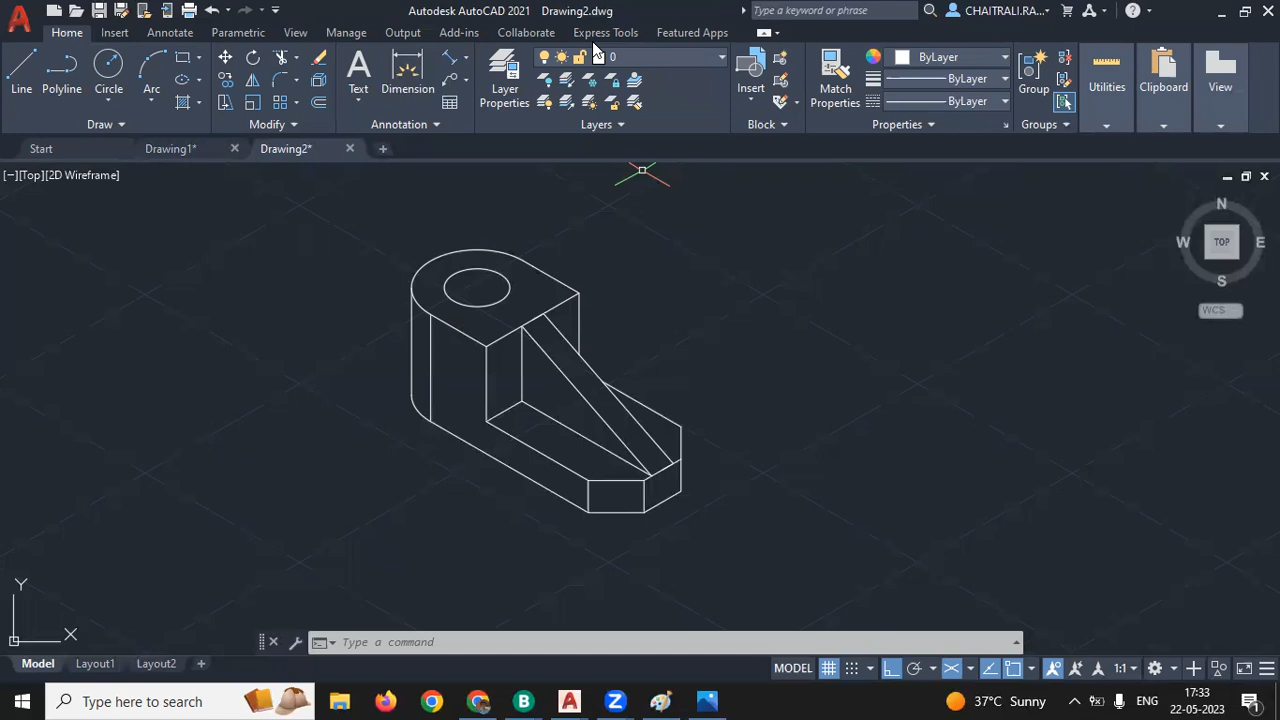 Autodesk AutoCAD 2021 Drawing2.dwg
Type a keyword or phrase
CHAITRALI.RA...
Home Insert Annotate Parametric View Manage Output Add-ins Collaborate Express Tools Featured Apps
Line Polyline Circle Arc
Text Dimension
Layer Properties
0
Insert
Match Properties
ByLayer
ByLayer
ByLayer
Group
Utilities
Clipboard
View
Draw Modify Annotation Layers Block Properties Groups
Start Drawing1* Drawing2*
[−][Top][2D Wireframe]
N
W TOP E
S
WCS
Y
X
Type a command
Model Layout1 Layout2
MODEL 1:1
Type here to search
37°C Sunny
ENG
17:33
22-05-2023
1